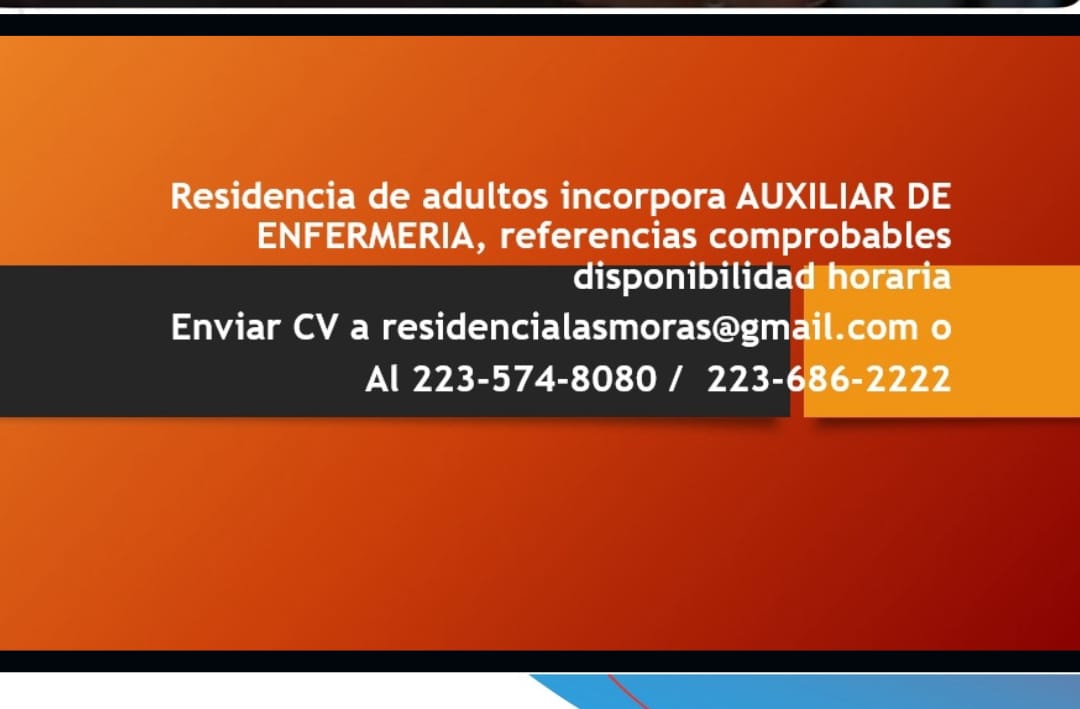 Residencia de adultos incorpora AUXILIAR DE
ENFERMERIA, referencias comprobables
disponibilidad horaria
Enviar CV a residencialasmoras@gmail.com o
Al 223-574-8080 / 223-686-2222